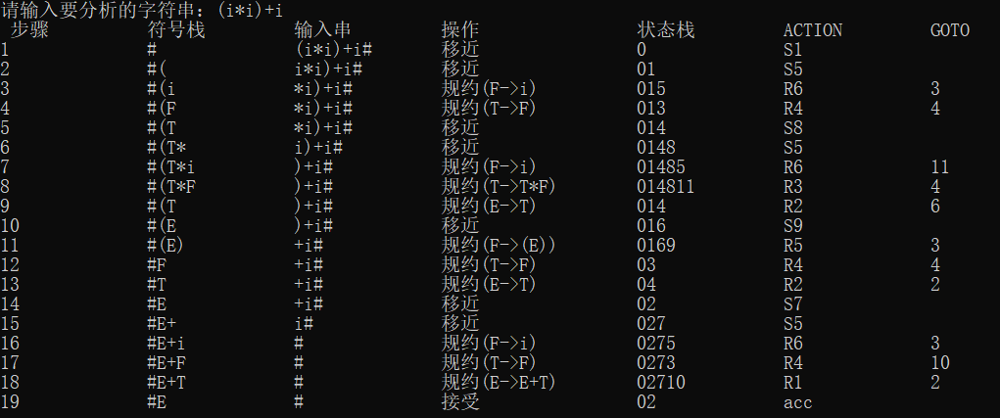 请输入要分析的字符串：(i*i)+i
步骤 符号栈 输入串 操作 状态栈 ACTION GOTO
1 # (i*i)+i# 移近 0 S1
2 #( i*i)+i# 移近 01 S5
3 #(i *i)+i# 规约(F->i) 015 R6 3
4 #(F *i)+i# 规约(T->F) 013 R4 4
5 #(T *i)+i# 移近 014 S8
6 #(T* i)+i# 移近 0148 S5
7 #(T*i )+i# 规约(F->i) 01485 R6 11
8 #(T*F )+i# 规约(T->T*F) 014811 R3 4
9 #(T )+i# 规约(E->T) 014 R2 6
10 #(E )+i# 移近 016 S9
11 #(E) +i# 规约(F->(E)) 0169 R5 3
12 #F +i# 规约(T->F) 03 R4 4
13 #T +i# 规约(E->T) 04 R2 2
14 #E +i# 移近 02 S7
15 #E+ i# 移近 027 S5
16 #E+i # 规约(F->i) 0275 R6 3
17 #E+F # 规约(T->F) 0273 R4 10
18 #E+T # 规约(E->E+T) 02710 R1 2
19 #E # 接受 02 acc